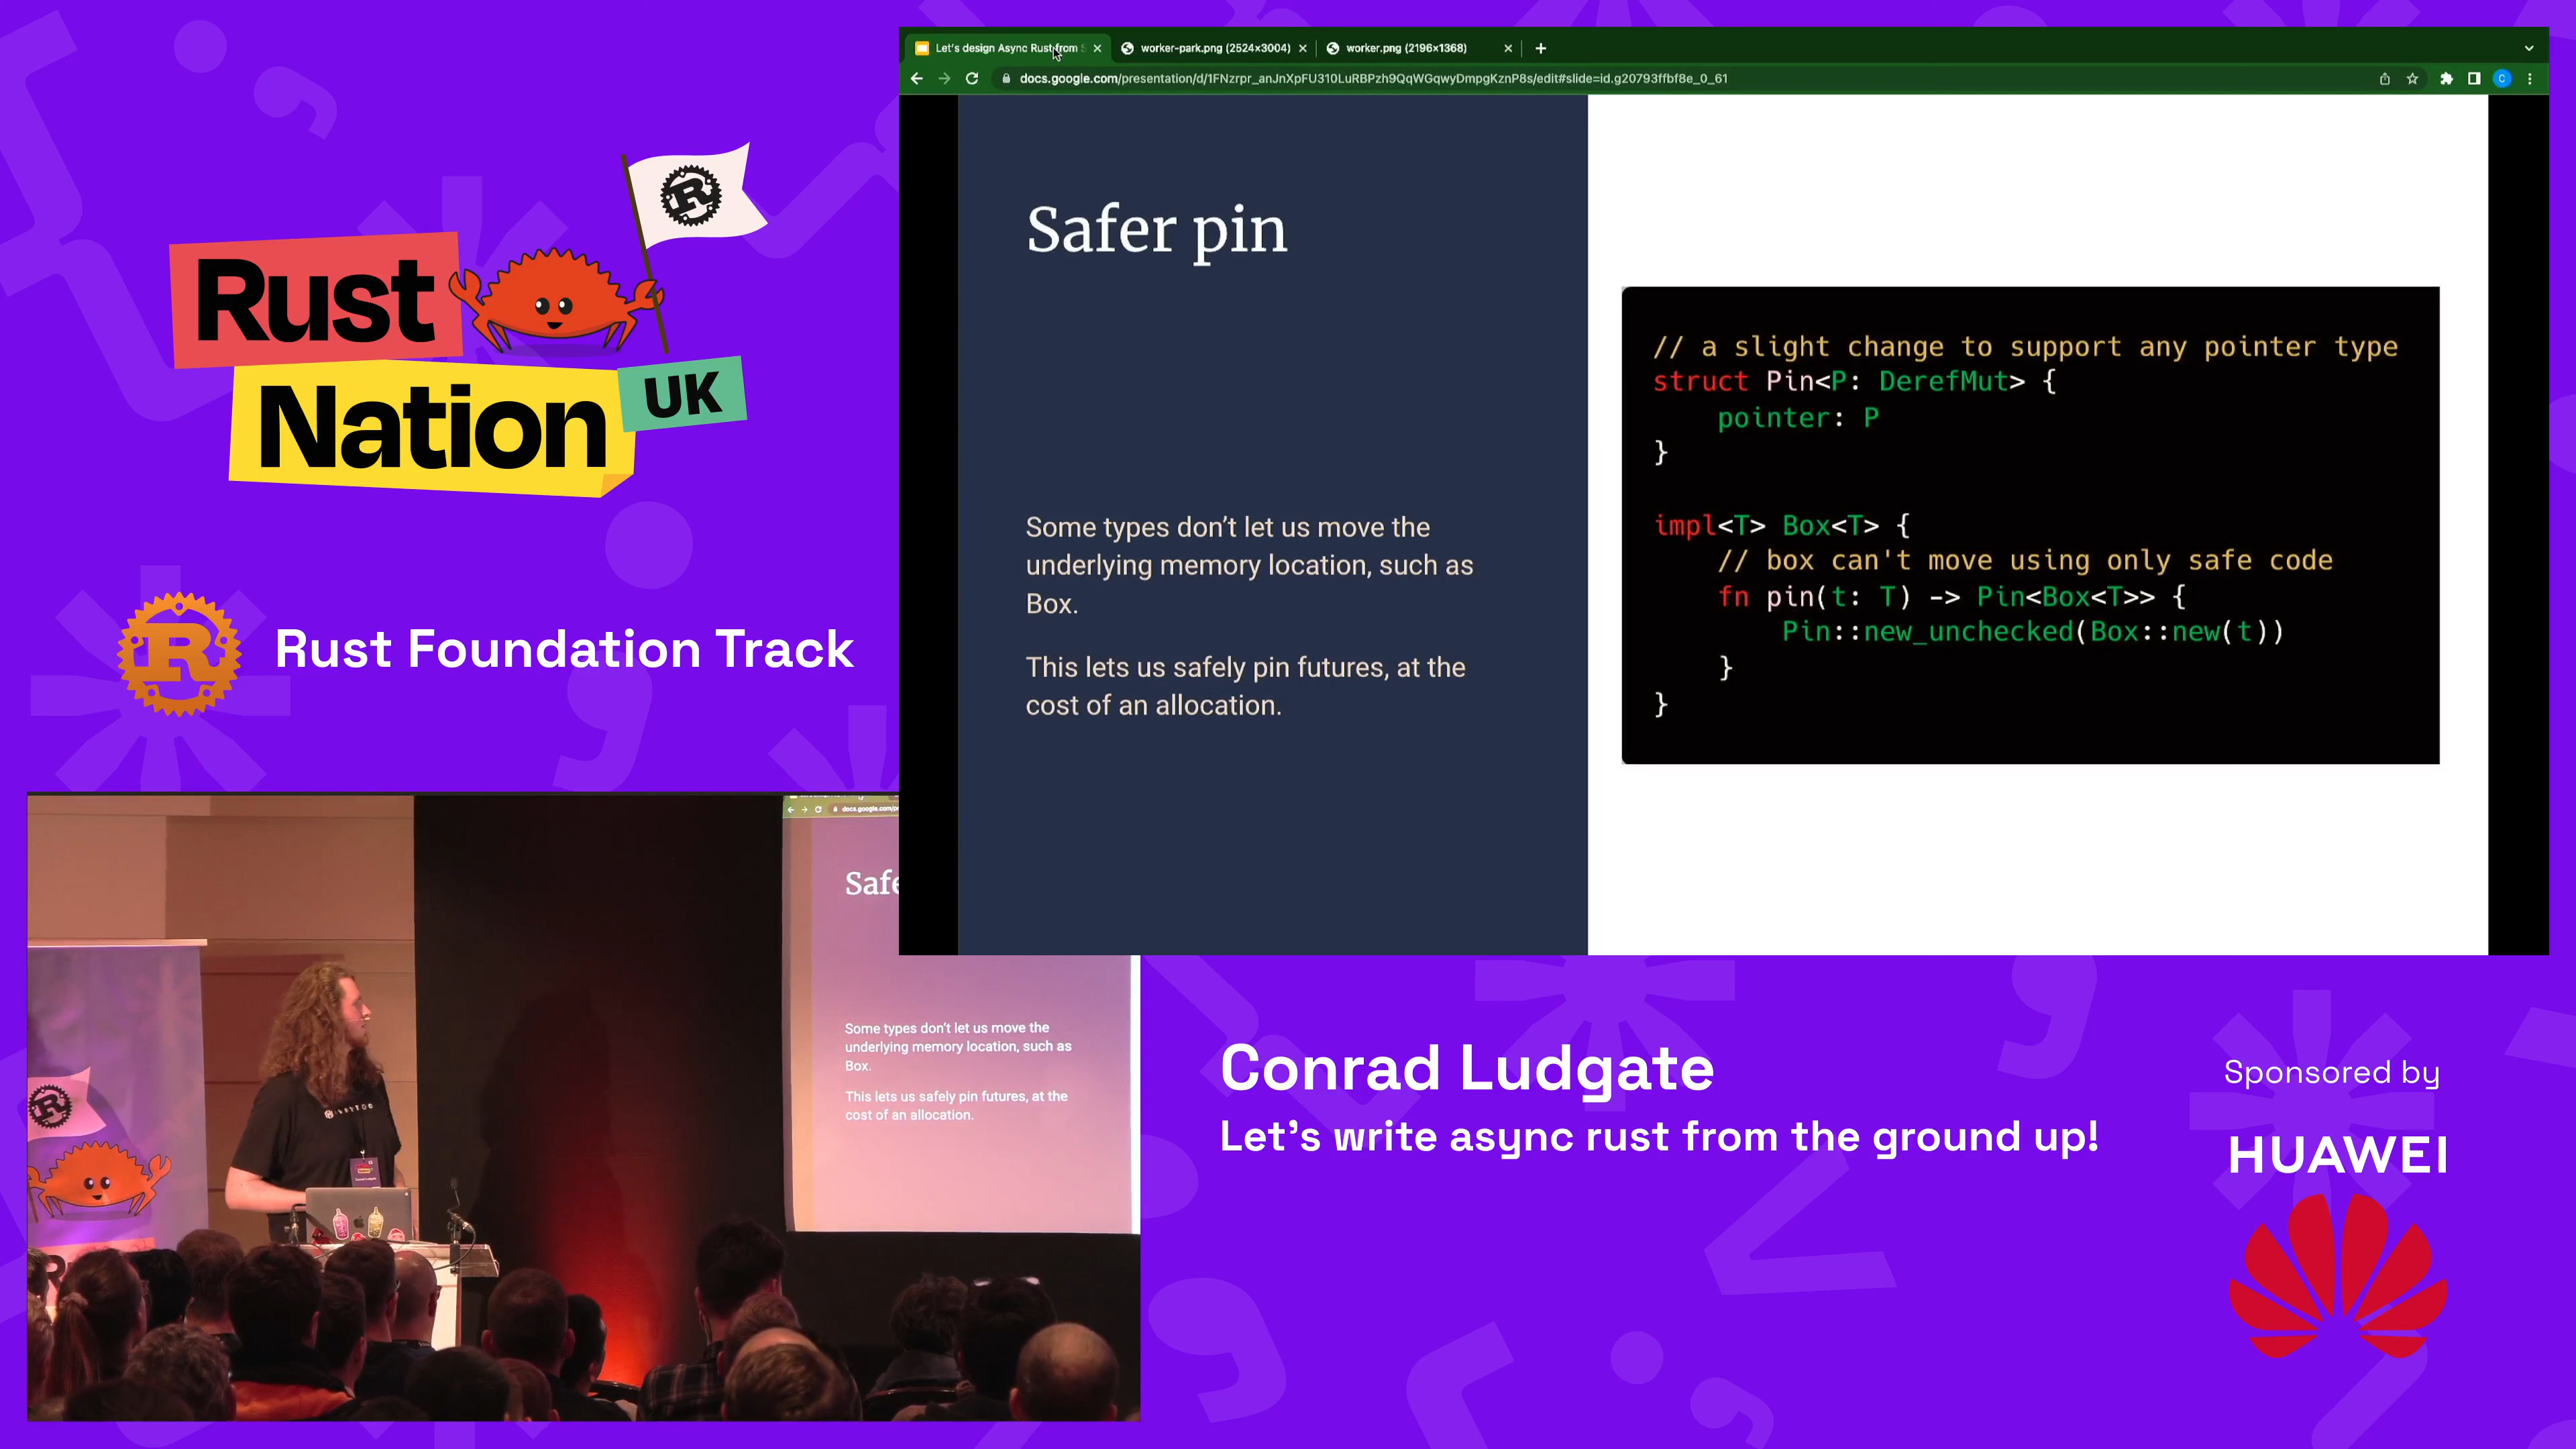 Rust
Nation
UK
Rust Foundation Track
Let's design Async Rust from S
worker-park.png (2524×3004)
worker.png (2196×1368)
docs.google.com/presentation/d/1FNzrpr_anJnXpFU310LuRBPzh9QqWGqwyDmpgKznP8s/edit#slide=id.g20793ffbf8e_0_61
C
Safer pin
Some types don't let us move the
underlying memory location, such as
Box.
This lets us safely pin futures, at the
cost of an allocation.
// a slight change to support any pointer type
struct Pin<P: DerefMut> {
    pointer: P
}
impl<T> Box<T> {
    // box can't move using only safe code
    fn pin(t: T) -> Pin<Box<T>> {
        Pin::new_unchecked(Box::new(t))
    }
}
docs.google.com/p
Safe
Some types don't let us move the
underlying memory location, such as
Box.
This lets us safely pin futures, at the
cost of an allocation.
Conrad Ludgate
Let's write async rust from the ground up!
Sponsored by
HUAWEI